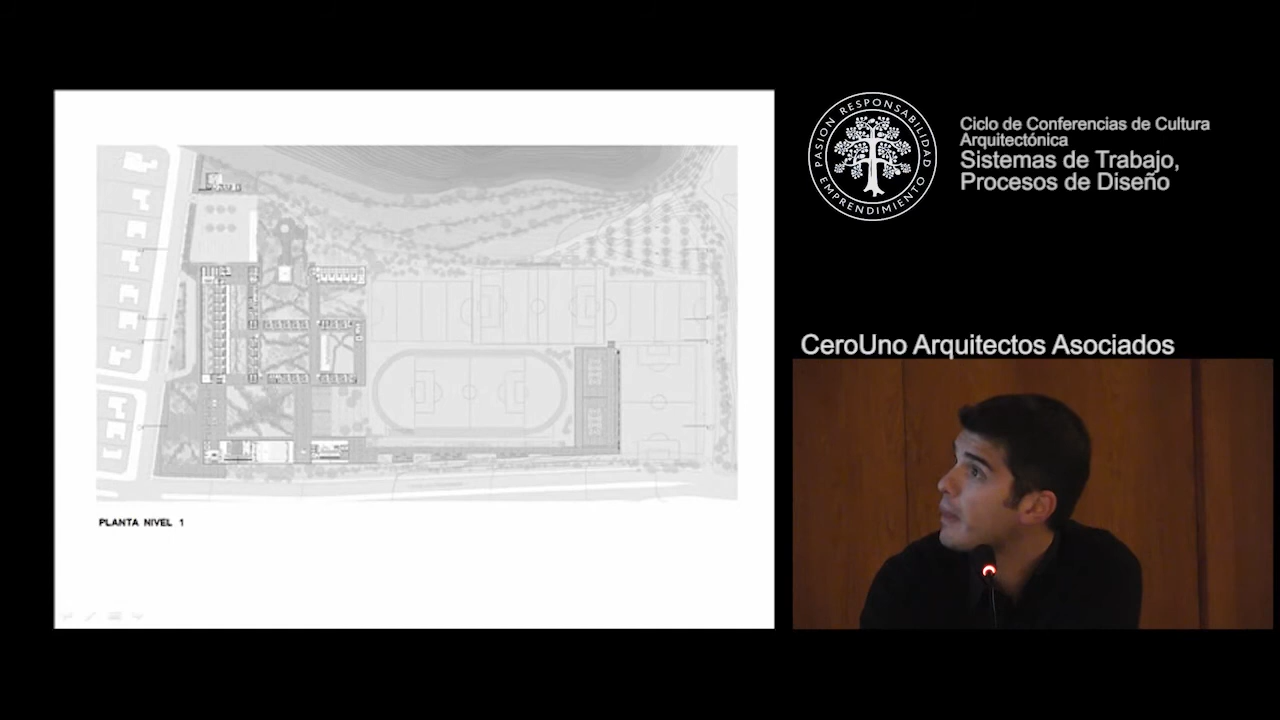 PASION RESPONSABILIDAD
EMPRENDIMIENTO
Ciclo de Conferencias de Cultura
Arquitectónica
Sistemas de Trabajo,
Procesos de Diseño
CeroUno Arquitectos Asociados
PLANTA NIVEL 1